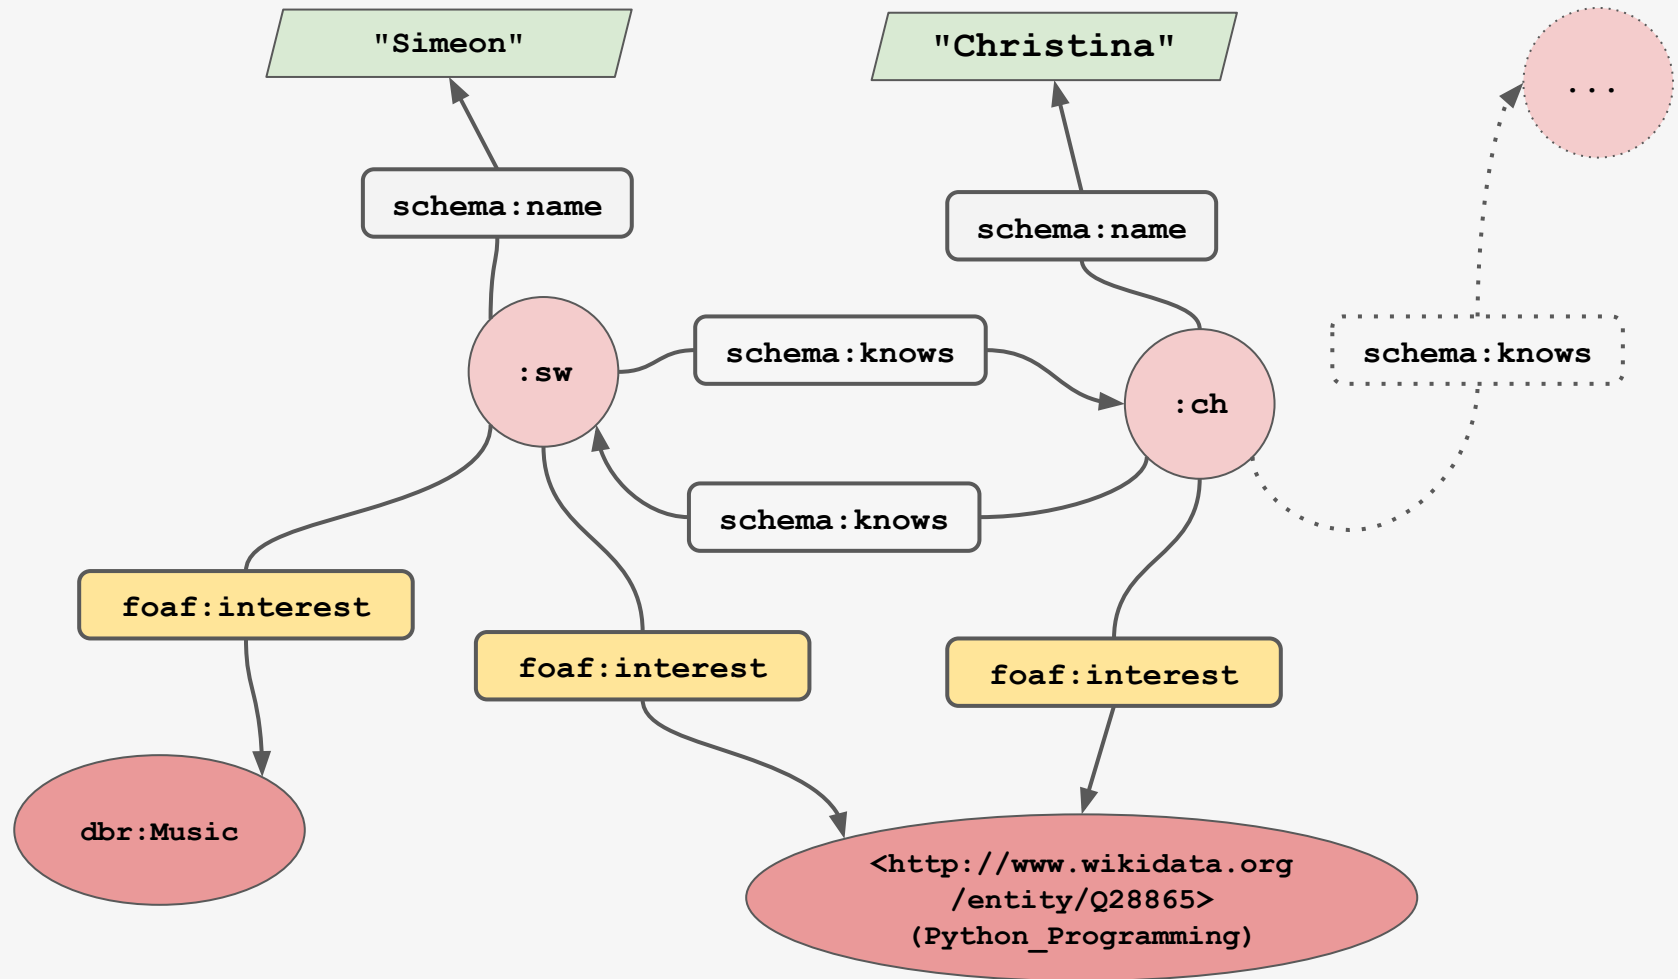 "Simeon"
"Christina"
...
schema:name
schema:name
schema:knows
schema:knows
:sw
:ch
schema:knows
foaf:interest
foaf:interest
foaf:interest
dbr:Music
<http://www.wikidata.org
/entity/Q28865>
(Python_Programming)